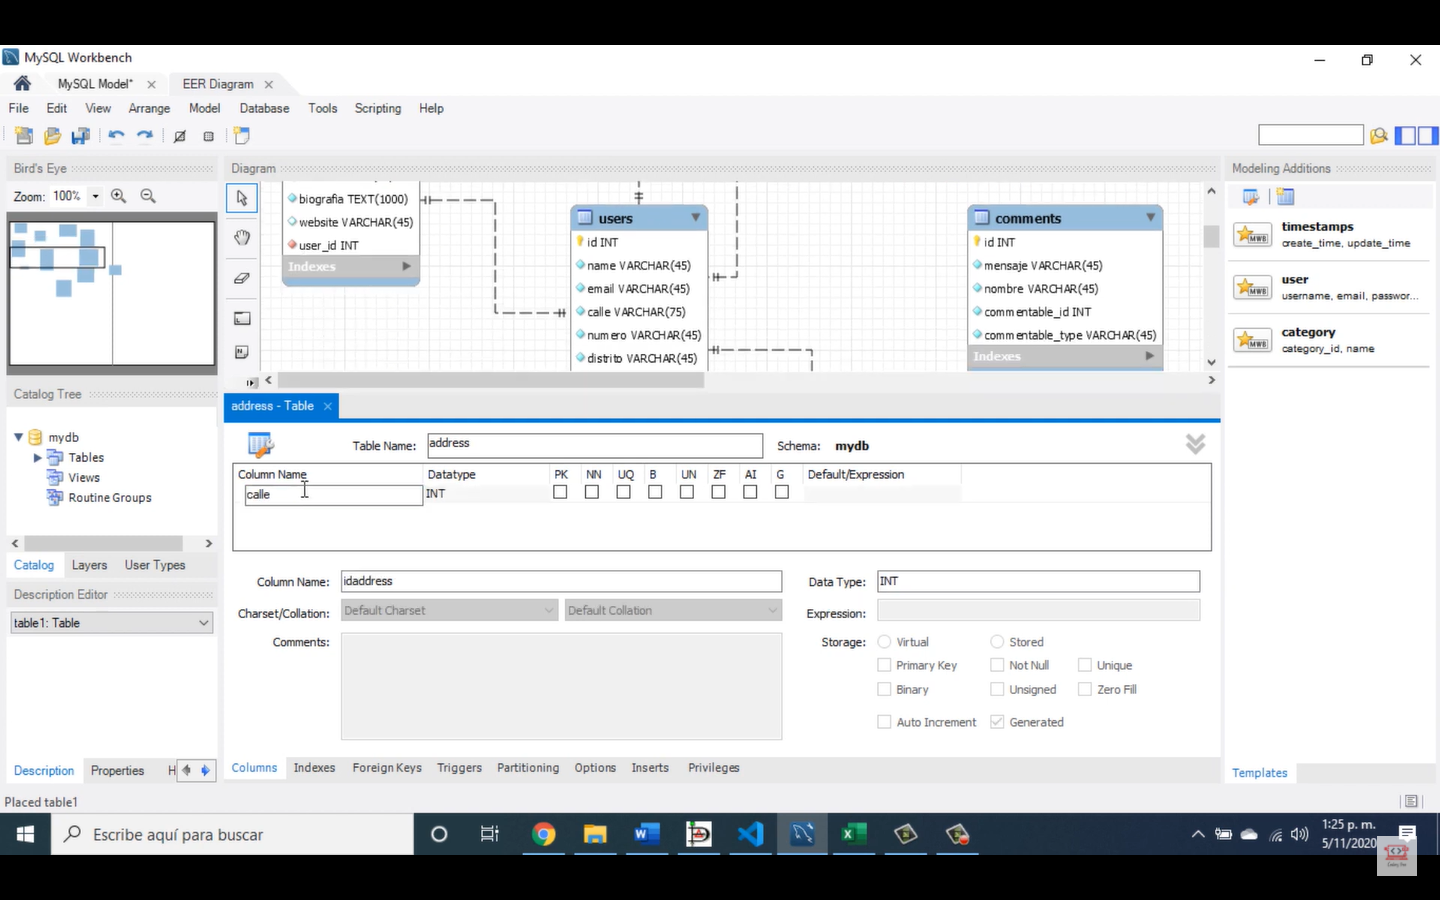 MySQL Workbench
MySQL Model*
EER Diagram
File Edit View Arrange Model Database Tools Scripting Help
Bird's Eye
Diagram
Modeling Additions
Zoom: 100%
biografia TEXT(1000)
website VARCHAR(45)
user_id INT
Indexes
users
id INT
name VARCHAR(45)
email VARCHAR(45)
calle VARCHAR(75)
numero VARCHAR(45)
distrito VARCHAR(45)
comments
id INT
mensaje VARCHAR(45)
nombre VARCHAR(45)
commentable_id INT
commentable_type VARCHAR(45)
Indexes
MWB
timestamps
create_time, update_time
MWB
user
username, email, passwor...
MWB
category
category_id, name
Catalog Tree
mydb
Tables
Views
Routine Groups
Catalog Layers User Types
Description Editor
table1: Table
Description Properties H
address - Table
Table Name: address Schema: mydb
Column Name Datatype PK NN UQ B UN ZF AI G Default/Expression
calle INT
Column Name: idaddress Data Type: INT
Charset/Collation: Default Charset Default Collation Expression:
Comments: Storage: Virtual Stored
Primary Key Not Null Unique
Binary Unsigned Zero Fill
Auto Increment Generated
Columns Indexes Foreign Keys Triggers Partitioning Options Inserts Privileges
Templates
Placed table1
Escribe aquí para buscar
1:25 p. m.
5/11/2020